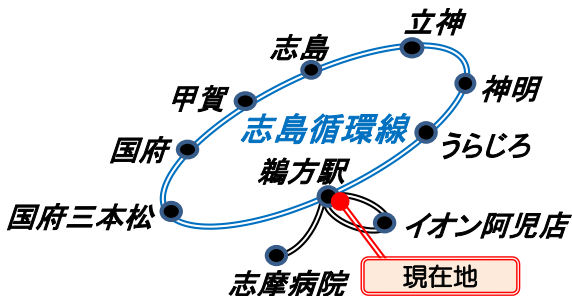 立神
志島
神明
甲賀
志島循環線
うらじろ
国府
鵜方駅
国府三本松
イオン阿児店
志摩病院
現在地